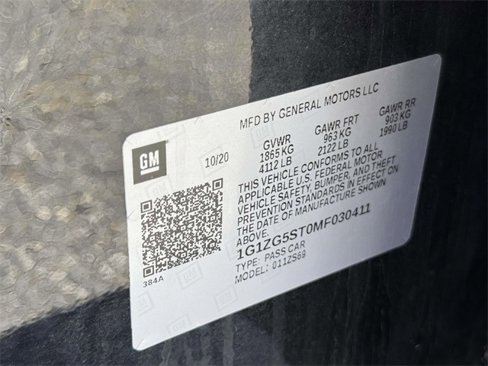 MFD BY GENERAL MOTORS LLC
GM
10/20
GVWR GAWR FRT GAWR RR
1865 KG 963 KG 903 KG
4112 LB 2122 LB 1990 LB
THIS VEHICLE CONFORMS TO ALL
APPLICABLE U.S. FEDERAL MOTOR
VEHICLE SAFETY, BUMPER, AND THEFT
PREVENTION STANDARDS IN EFFECT ON
THE DATE OF MANUFACTURE SHOWN
ABOVE.
1G1ZG5ST0MF030411
TYPE: PASS CAR
MODEL: 011ZS69
384A